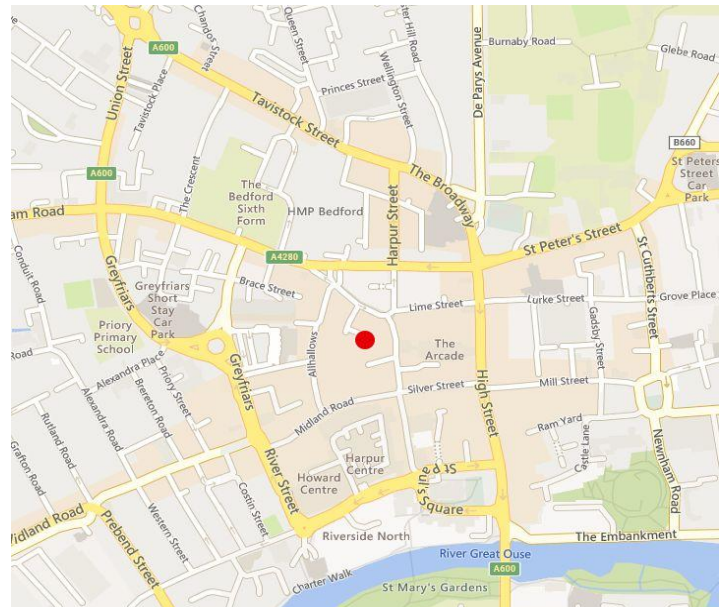 A600
Union Street
Tavistock Place
Chandos Street
Queen Street
Princes Street
Tavistock Street
Wellington Street
ter Hill Road
De Parys Avenue
Burnaby Road
Glebe Road
B660
St Peters
Street
Car
Park
A600
The Crescent
The
Bedford
Sixth
Form
HMP Bedford
Harpur Street
The Broadway
am Road
A4280
St Peter's Street
St Cuthberts Street
Conduit Road
Greyfriars
Greyfriars
Short
Stay
Car
Park
Brace Street
Lime Street
Lurke Street
Grove Place
Gadsby Street
Priory
Primary
School
Allhallows
The
Arcade
Alexandra Place
Priory Street
Brereton Road
Alexandra Road
Rutland Road
Grafton Road
Greyfriars
Midland Road
Silver Street
Mill Street
High Street
Ram Yard
Castle Lane
Newnham Road
River Street
Harpur
Centre
Howard
Centre
St Paul's Square
Costin Street
Western Street
Midland Road
Prebend Street
Riverside North
River Great Ouse
The Embankment
A600
Charter Walk
St Mary's Gardens